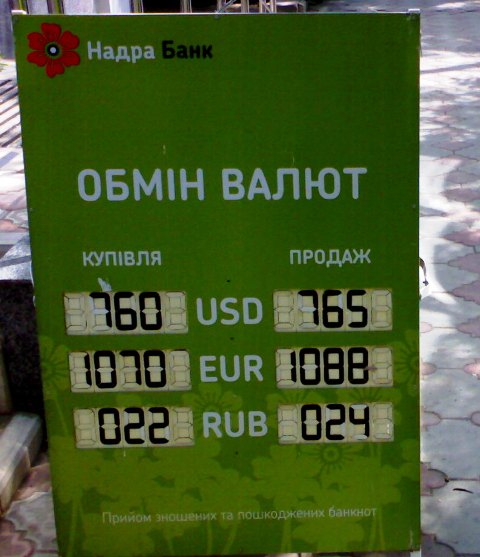 Надра Банк
ОБМІН ВАЛЮТ
КУПІВЛЯ ПРОДАЖ
760 USD 765
1070 EUR 1088
022 RUB 024
Прийом зношених та пошкоджених банкнот